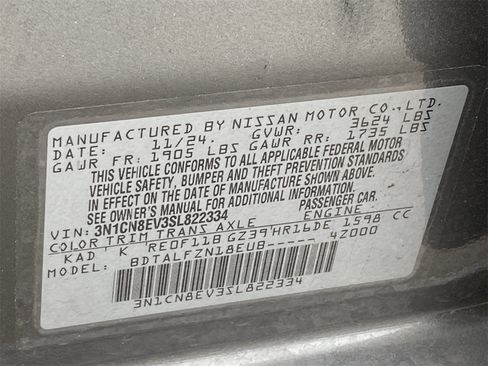 MANUFACTURED BY NISSAN MOTOR CO.,LTD.
DATE: 11/24. GVWR: 3624 LBS
GAWR FR: 1905 LBS GAWR RR: 1735 LBS
THIS VEHICLE CONFORMS TO ALL APPLICABLE FEDERAL MOTOR
VEHICLE SAFETY, BUMPER AND THEFT PREVENTION STANDARDS
IN EFFECT ON THE DATE OF MANUFACTURE SHOWN ABOVE. SEE
OWNER'S MANUAL FOR ADDITIONAL INFORMATION.
VIN: 3N1CN8EV3SL822334 PASSENGER CAR.
COLOR TRIM TRANS AXLE ENGINE
KAD K RE0F11B GZ39 HR16DE 1598 CC
MODEL: BDTALFZN18EUB----- 4Z000
3N1CN8EV3SL822334